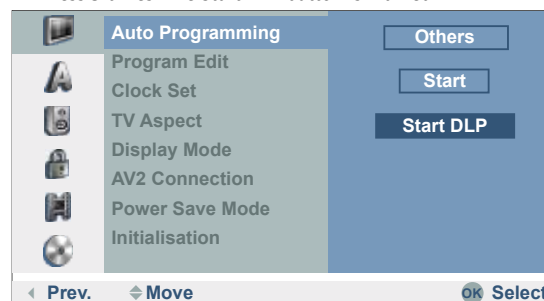 Auto Programming
Program Edit
Clock Set
TV Aspect
Display Mode
AV2 Connection
Power Save Mode
Initialisation
Others
Start
Start DLP
Prev.
Move
OK Select